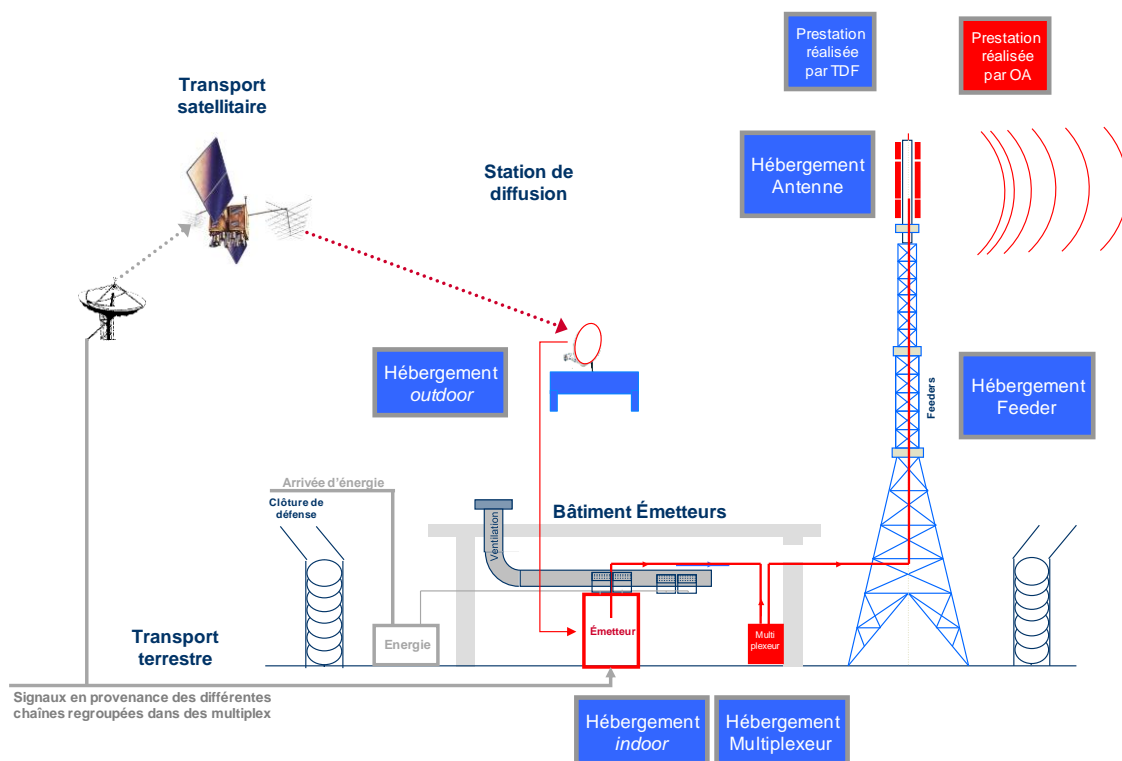 Prestation
réalisée
par TDF
Prestation
réalisée
par OA
Transport
satellitaire
Station de
diffusion
Hébergement
Antenne
Hébergement
outdoor
Feeders
Hébergement
Feeder
Arrivée d'énergie
Clôture de
défense
Ventilation
Bâtiment Émetteurs
Transport
terrestre
Energie
Émetteur
Multi
plexeur
Signaux en provenance des différentes
chaînes regroupées dans des multiplex
Hébergement
indoor
Hébergement
Multiplexeur